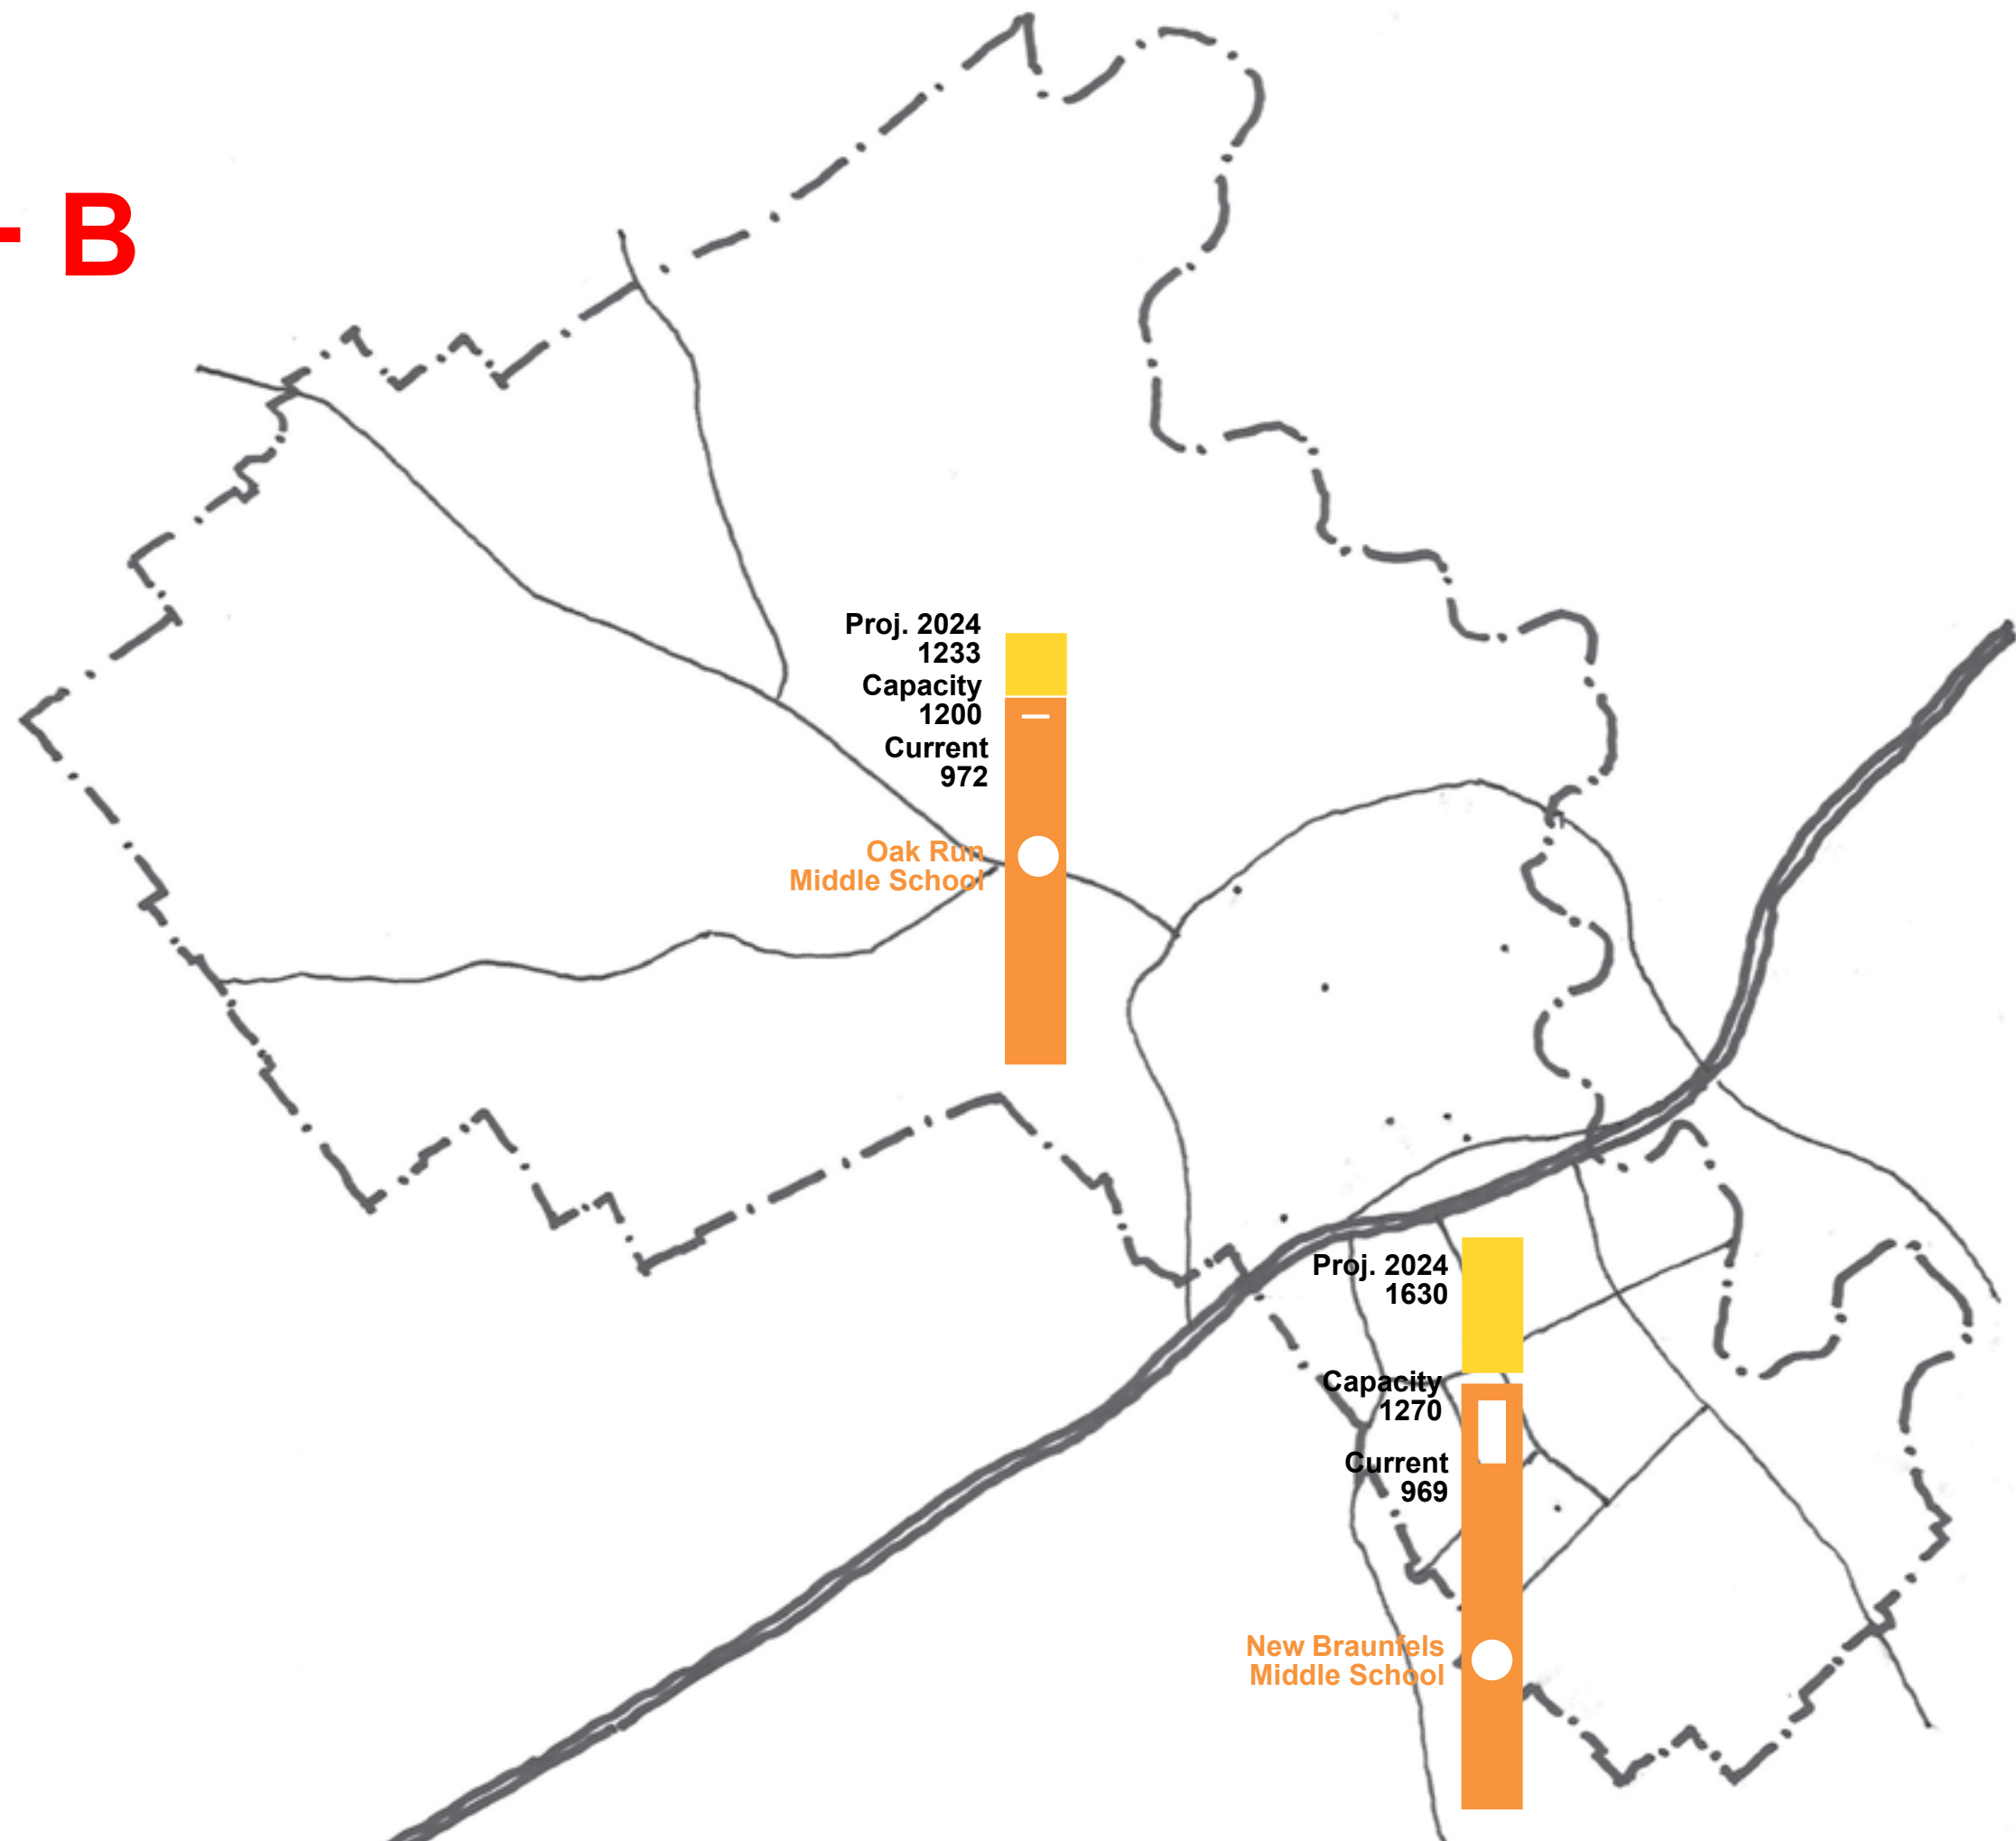 - B
Proj. 2024
1233
Capacity
1200
Current
972
Oak Run
Middle School
Proj. 2024
1630
Capacity
1270
Current
969
New Braunfels
Middle School